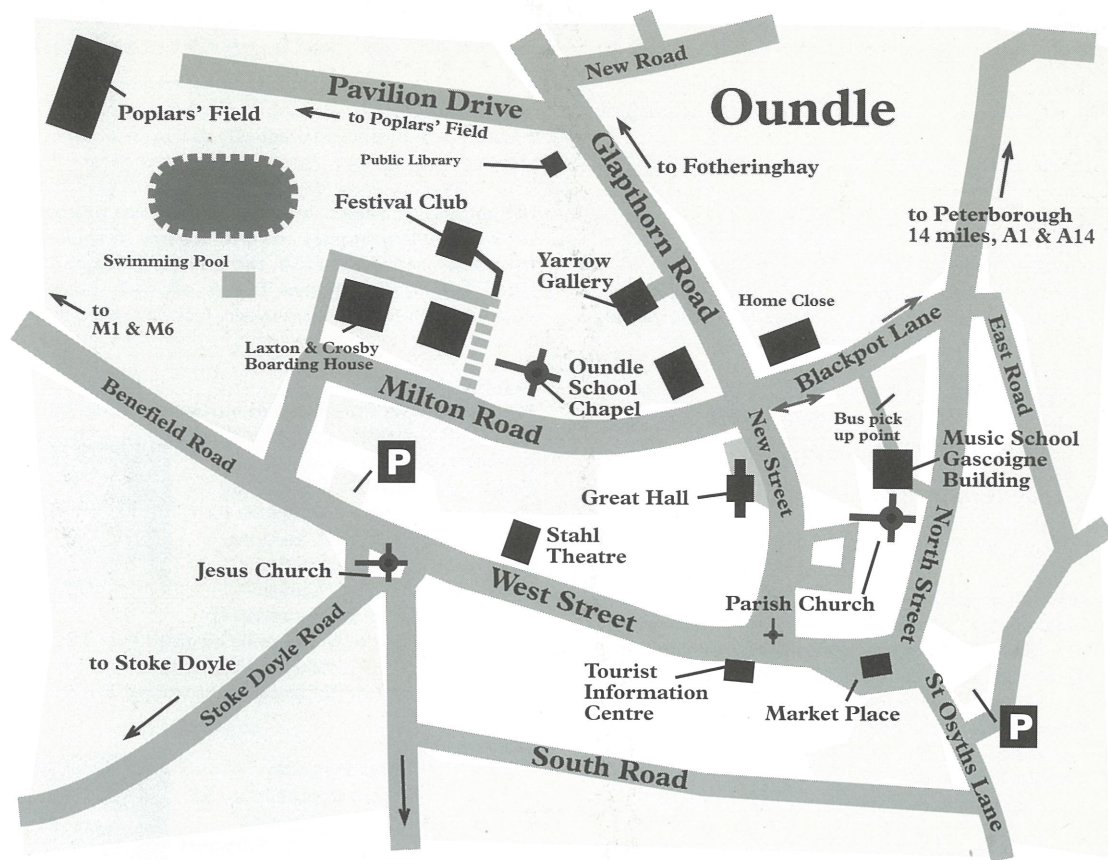 New Road
Oundle
Pavilion Drive
Poplars' Field
to Poplars' Field
Public Library
Glapthorn Road
to Fotheringhay
Festival Club
to Peterborough
14 miles, A1 & A14
Swimming Pool
Yarrow
Gallery
Home Close
to
M1 & M6
Laxton & Crosby
Boarding House
Blackpot Lane
East Road
Oundle
School
Chapel
Milton Road
Benefield Road
New Street
Bus pick
up point
Music School
Gascoigne
Building
P
Great Hall
Stahl
Theatre
North Street
Jesus Church
West Street
Parish Church
to Stoke Doyle
Stoke Doyle Road
Tourist
Information
Centre
Market Place
St Osyths Lane
P
South Road